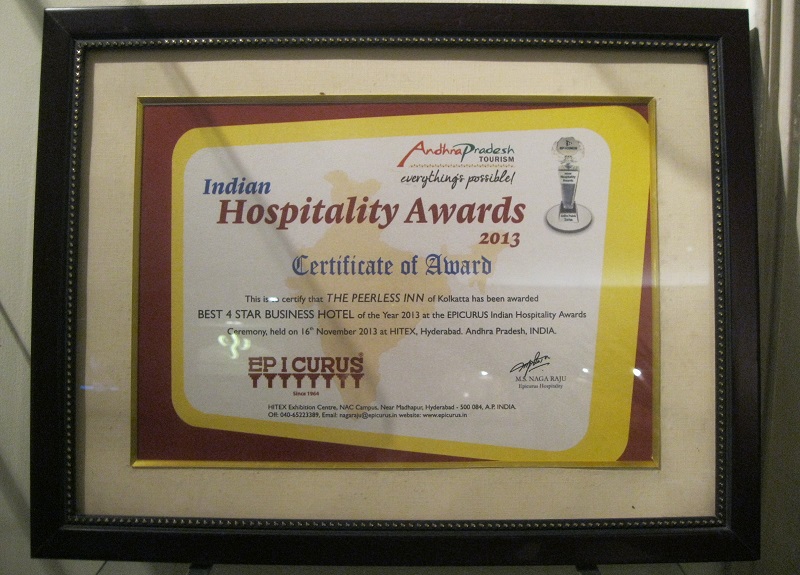 AndhraPradesh
TOURISM
everything's possible!
Indian
Hospitality Awards
2013
Certificate of Award
This is to certify that THE PEERLESS INN of Kolkatta has been awarded
BEST 4 STAR BUSINESS HOTEL of the Year 2013 at the EPICURUS Indian Hospitality Awards
Ceremony, held on 16th November 2013 at HITEX, Hyderabad. Andhra Pradesh, INDIA.
EPICURUS
Since 1964
M.S. NAGA RAJU
Epicurus Hospitality
HITEX Exhibition Centre, NAC Campus, Near Madhapur, Hyderabad - 500 084, A.P. INDIA.
Off: 040-65223389, Email: nagaraju@epicurus.in website: www.epicurus.in